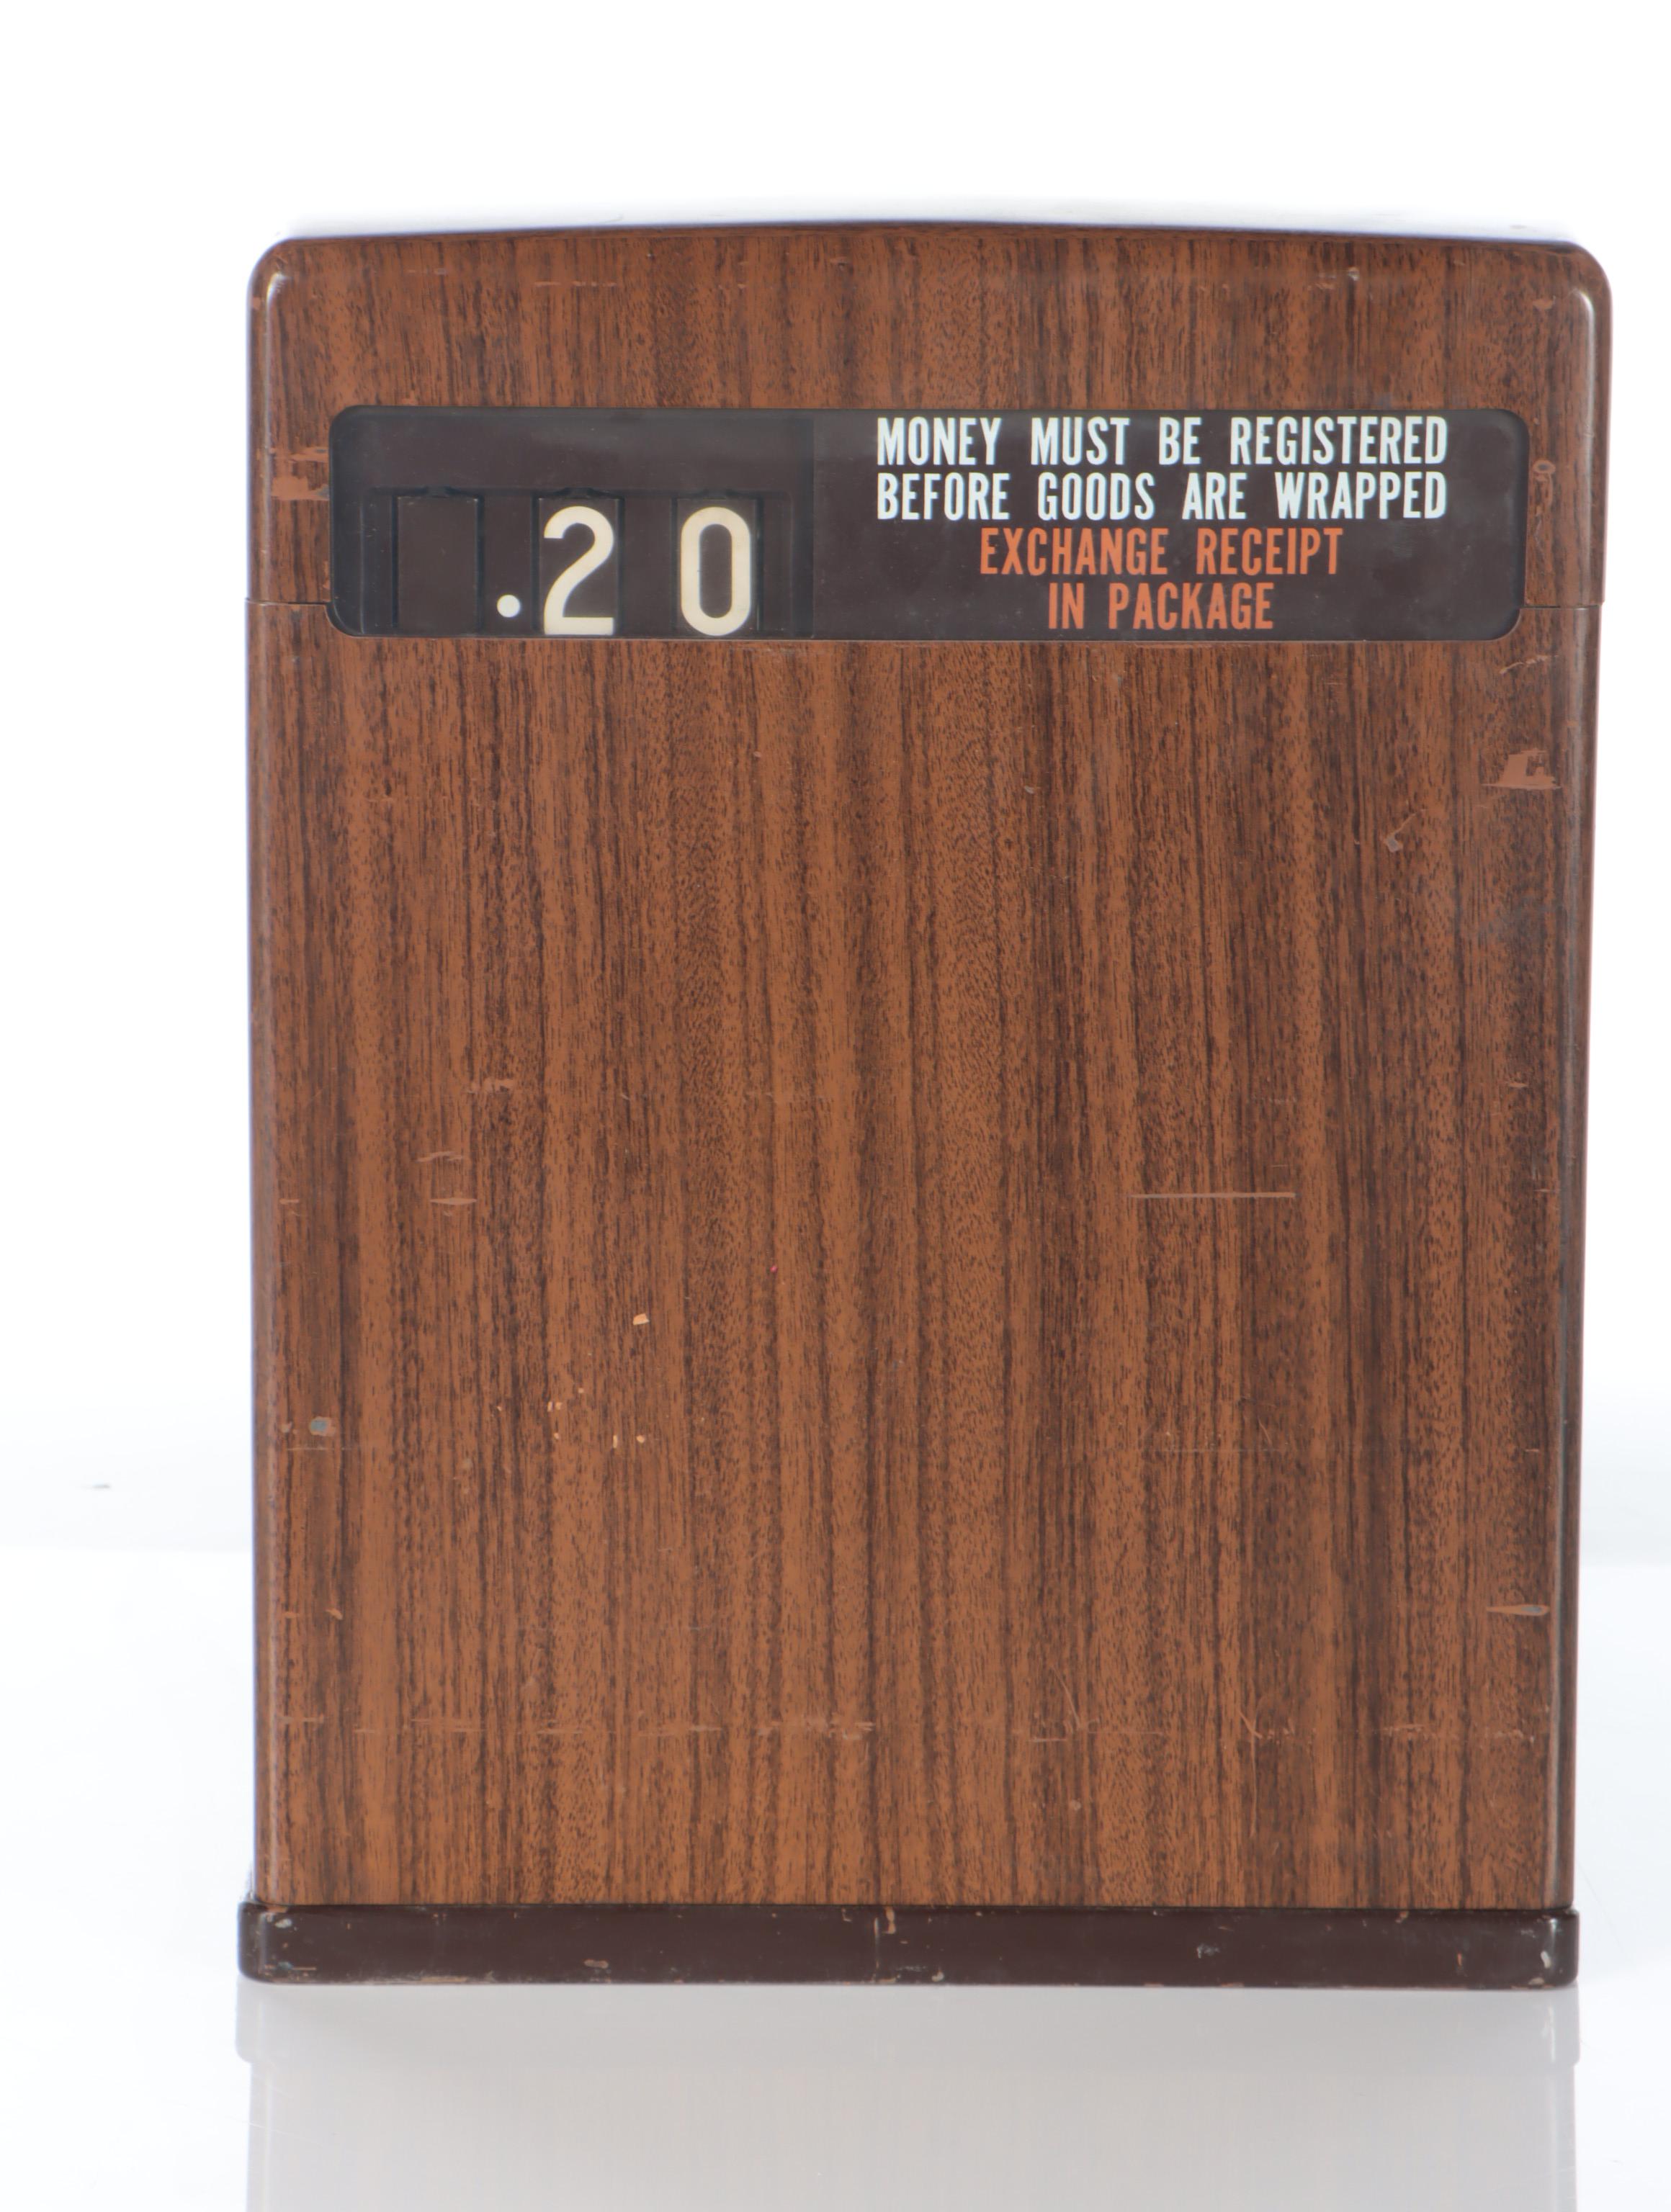 .20
MONEY MUST BE REGISTERED
BEFORE GOODS ARE WRAPPED
EXCHANGE RECEIPT
IN PACKAGE